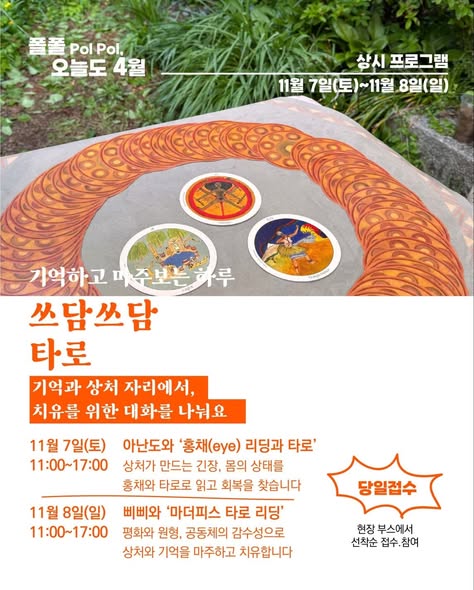 폴폴 Pol Pol,
오늘도 4월
상시 프로그램
11월 7일(토)~11월 8일(일)
기억하고 마주보는 하루
쓰담쓰담
타로
기억과 상처 자리에서,
치유를 위한 대화를 나눠요
11월 7일(토) 아난도와 ‘홍채(eye) 리딩과 타로’
11:00~17:00 상처가 만드는 긴장, 몸의 상태를
홍채와 타로로 읽고 회복을 찾습니다
11월 8일(일) 삐삐와 ‘마더피스 타로 리딩’
11:00~17:00 평화와 원형, 공동체의 감수성으로
상처와 기억을 마주하고 치유합니다
당일접수
현장 부스에서
선착순 접수.참여